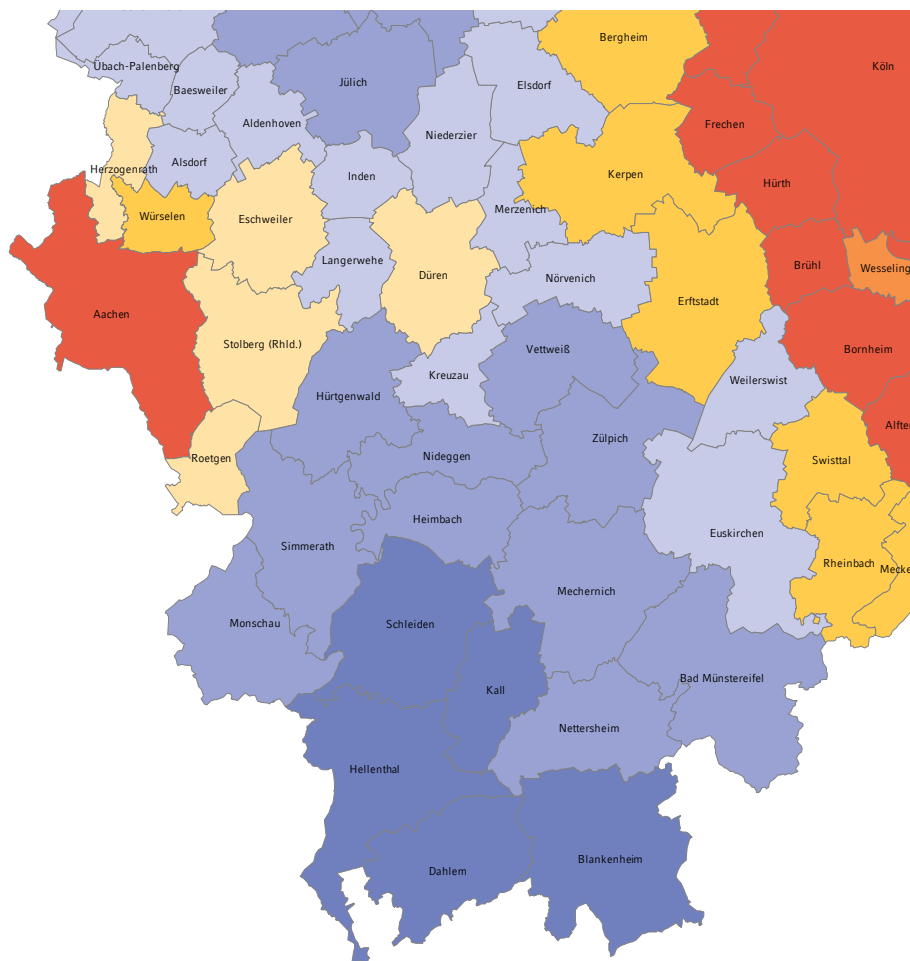 Bergheim
Köln
Übach-Palenberg
Jülich
Elsdorf
Baesweiler
Aldenhoven
Frechen
Niederzier
Alsdorf
Herzogenrath
Inden
Kerpen
Hürth
Merzenich
Würselen
Eschweiler
Langerwehe
Düren
Nörvenich
Brühl
Wesseling
Erftstadt
Aachen
Stolberg (Rhld.)
Vettweiß
Bornheim
Kreuzau
Weilerswist
Hürtgenwald
Alfter
Zülpich
Roetgen
Nideggen
Swisttal
Heimbach
Euskirchen
Simmerath
Rheinbach
Mecke
Mechernich
Monschau
Schleiden
Bad Münstereifel
Kall
Nettersheim
Hellenthal
Dahlem
Blankenheim